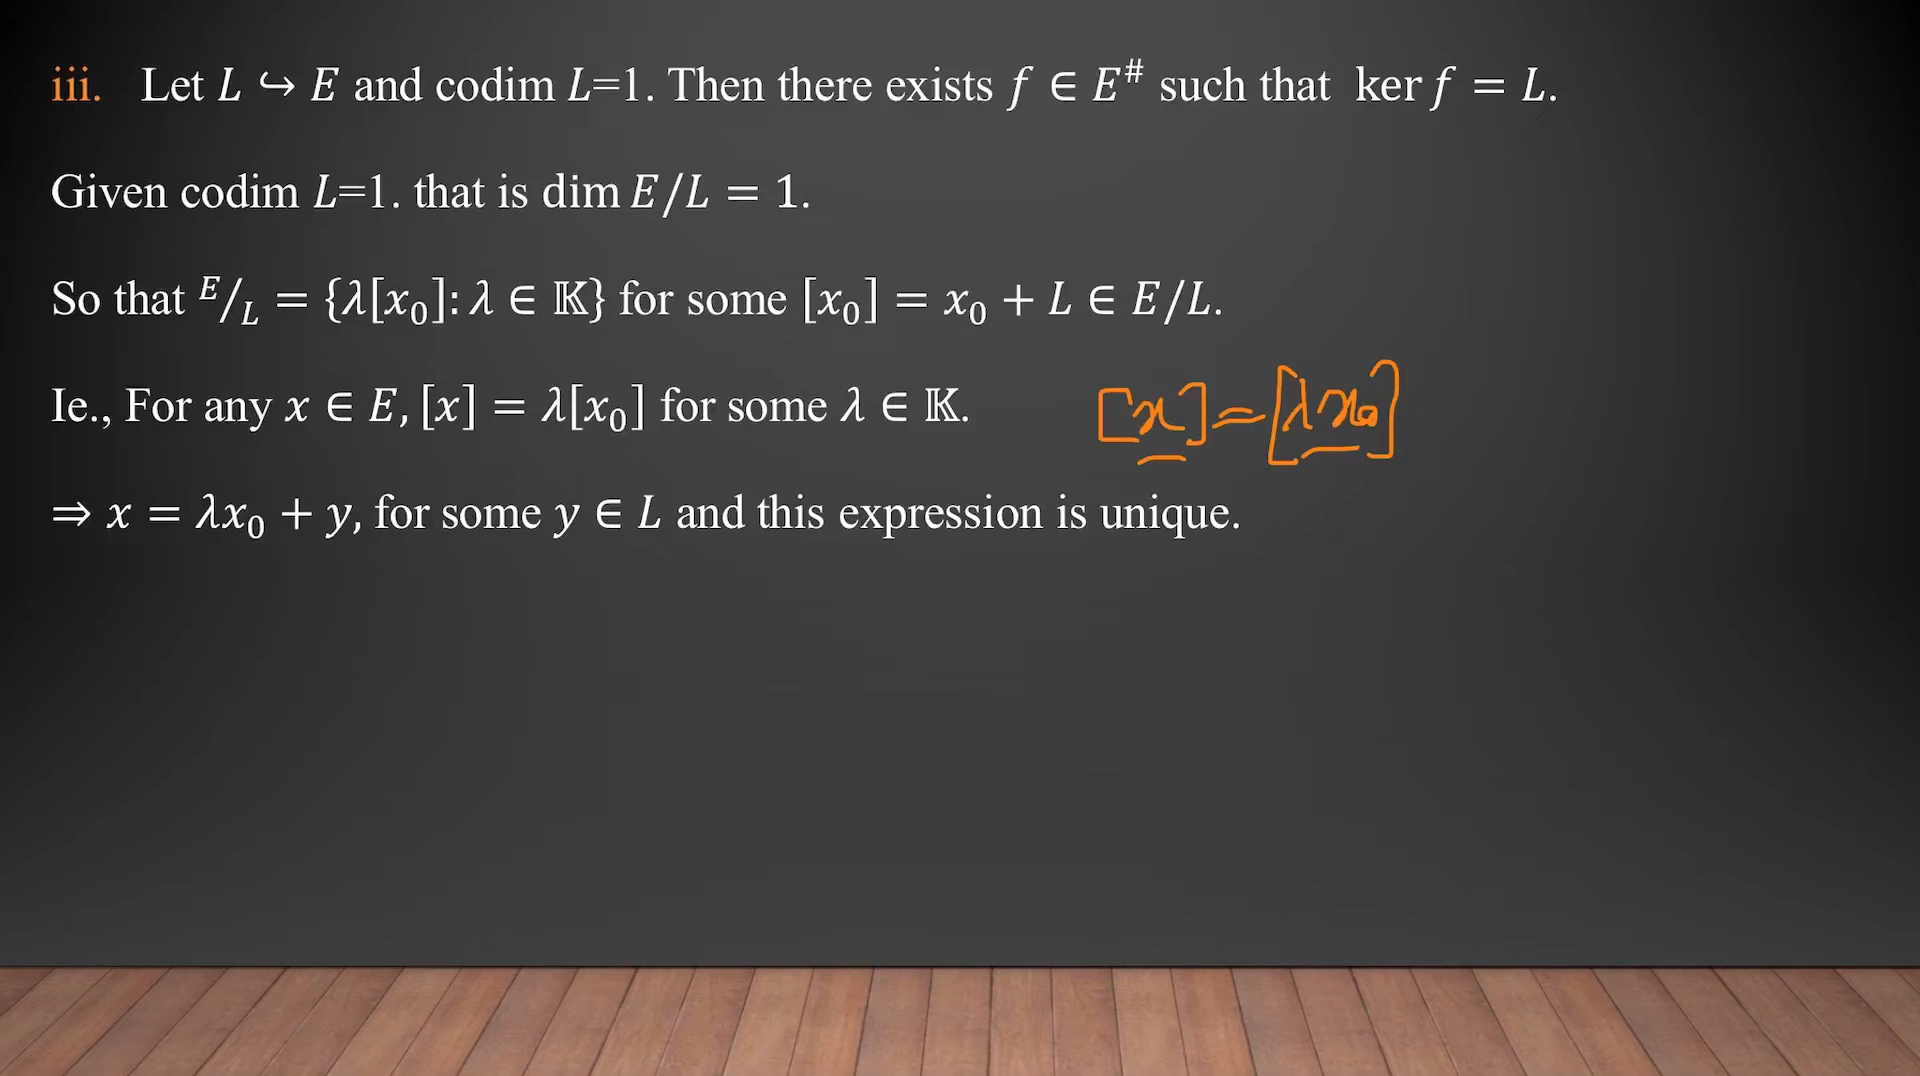 iii. Let L ↪ E and codim L=1. Then there exists f ∈ E^# such that ker f = L.
Given codim L=1. that is dim E/L = 1.
So that E/L = {λ[x₀]: λ ∈ 𝕂} for some [x₀] = x₀ + L ∈ E/L.
Ie., For any x ∈ E, [x] = λ[x₀] for some λ ∈ 𝕂.
[x]=[λx₀]
⇒ x = λx₀ + y, for some y ∈ L and this expression is unique.